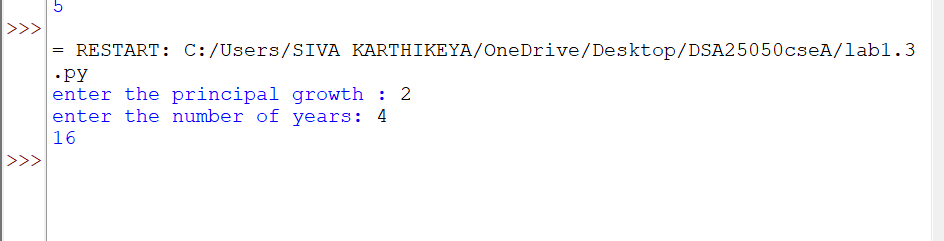 5
>>>
= RESTART: C:/Users/SIVA KARTHIKEYA/OneDrive/Desktop/DSA25050cseA/lab1.3
.py
enter the principal growth : 2
enter the number of years: 4
16
>>>